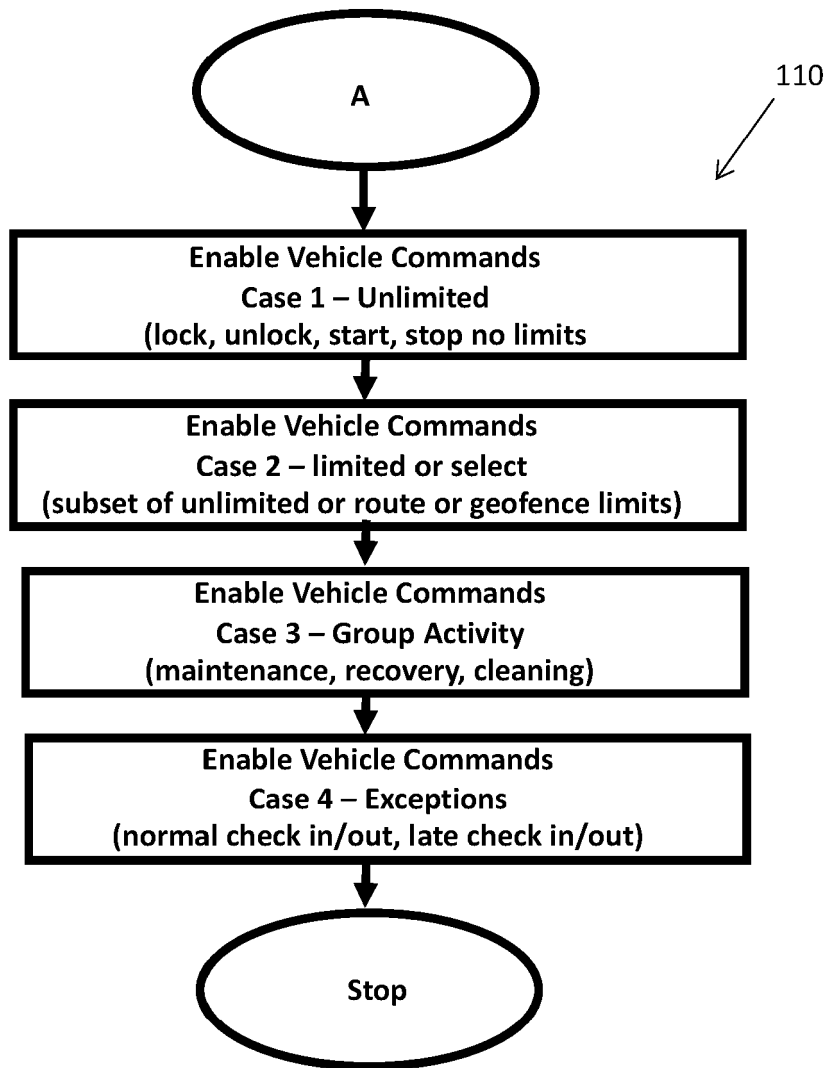 A
110
Enable Vehicle Commands
Case 1 – Unlimited
(lock, unlock, start, stop no limits
Enable Vehicle Commands
Case 2 – limited or select
(subset of unlimited or route or geofence limits)
Enable Vehicle Commands
Case 3 – Group Activity
(maintenance, recovery, cleaning)
Enable Vehicle Commands
Case 4 – Exceptions
(normal check in/out, late check in/out)
Stop